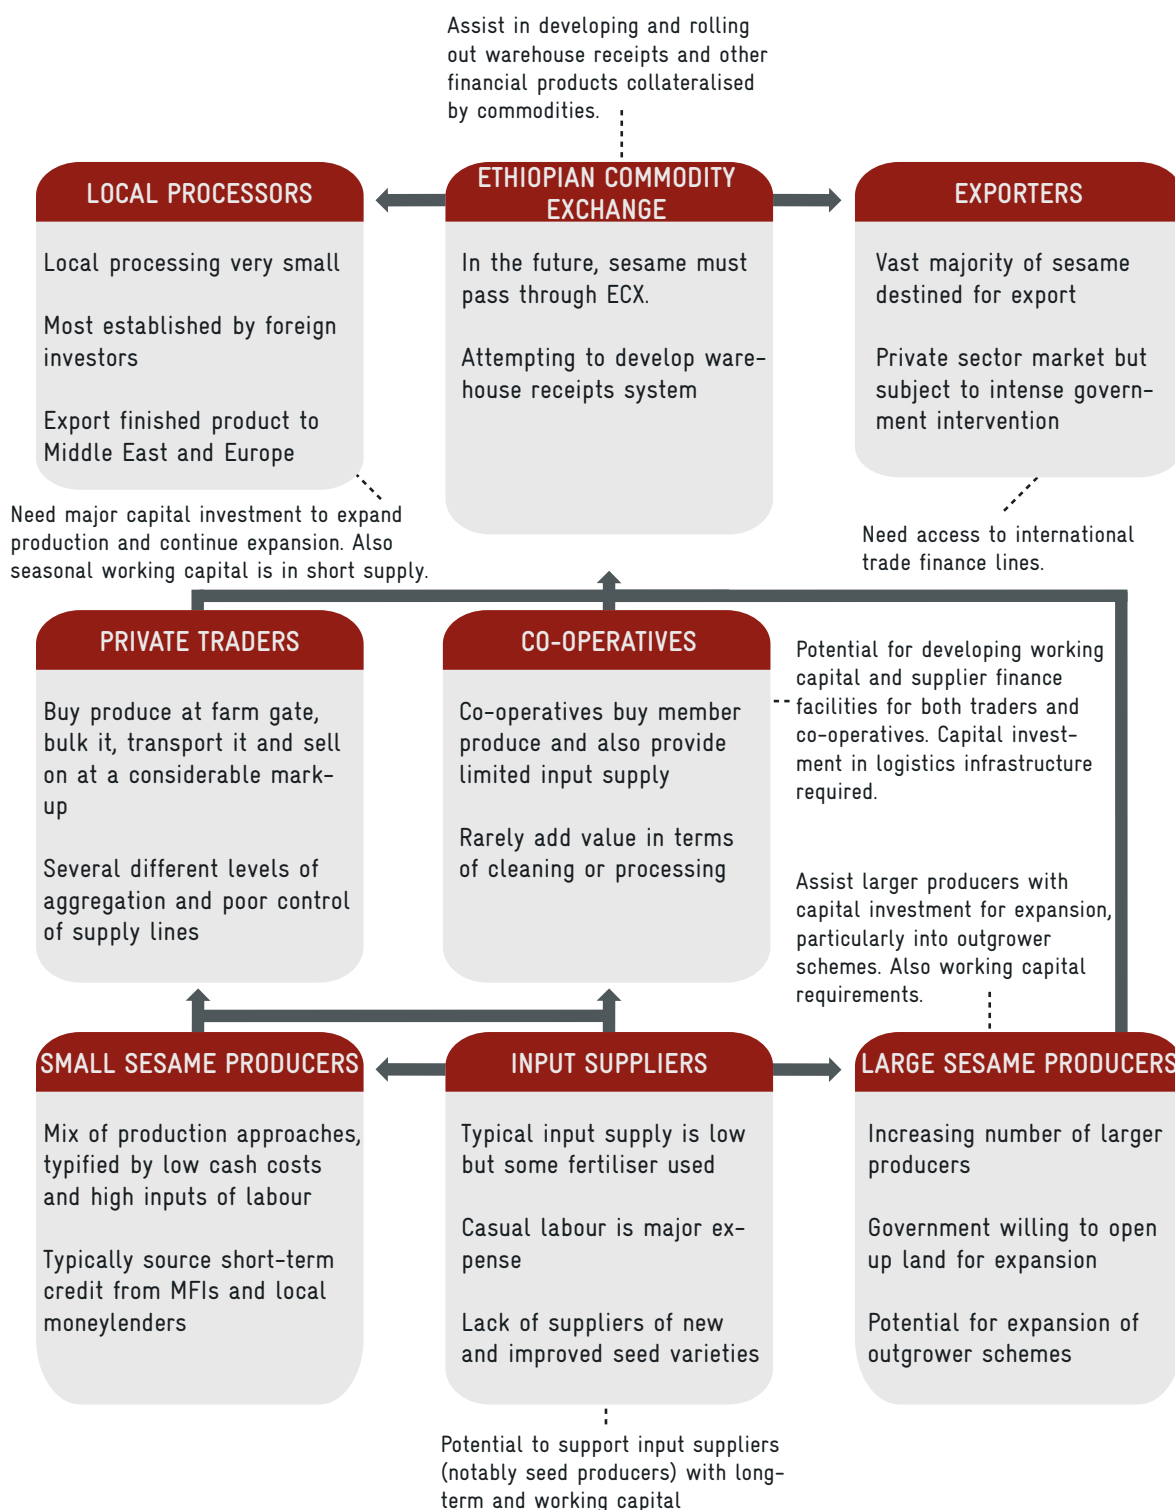 Assist in developing and rolling
out warehouse receipts and other
financial products collateralised
by commodities.
LOCAL PROCESSORS
Local processing very small
Most established by foreign
investors
Export finished product to
Middle East and Europe
ETHIOPIAN COMMODITY
EXCHANGE
In the future, sesame must
pass through ECX.
Attempting to develop ware-
house receipts system
EXPORTERS
Vast majority of sesame
destined for export
Private sector market but
subject to intense govern-
ment intervention
Need major capital investment to expand
production and continue expansion. Also
seasonal working capital is in short supply.
Need access to international
trade finance lines.
PRIVATE TRADERS
Buy produce at farm gate,
bulk it, transport it and sell
on at a considerable mark-
up
Several different levels of
aggregation and poor control
of supply lines
CO-OPERATIVES
Co-operatives buy member
produce and also provide
limited input supply
Rarely add value in terms
of cleaning or processing
Potential for developing working
capital and supplier finance
facilities for both traders and
co-operatives. Capital invest-
ment in logistics infrastructure
required.
Assist larger producers with
capital investment for expansion,
particularly into outgrower
schemes. Also working capital
requirements.
SMALL SESAME PRODUCERS
Mix of production approaches,
typified by low cash costs
and high inputs of labour
Typically source short-term
credit from MFIs and local
moneylenders
INPUT SUPPLIERS
Typical input supply is low
but some fertiliser used
Casual labour is major ex-
pense
Lack of suppliers of new
and improved seed varieties
LARGE SESAME PRODUCERS
Increasing number of larger
producers
Government willing to open
up land for expansion
Potential for expansion of
outgrower schemes
Potential to support input suppliers
(notably seed producers) with long-
term and working capital